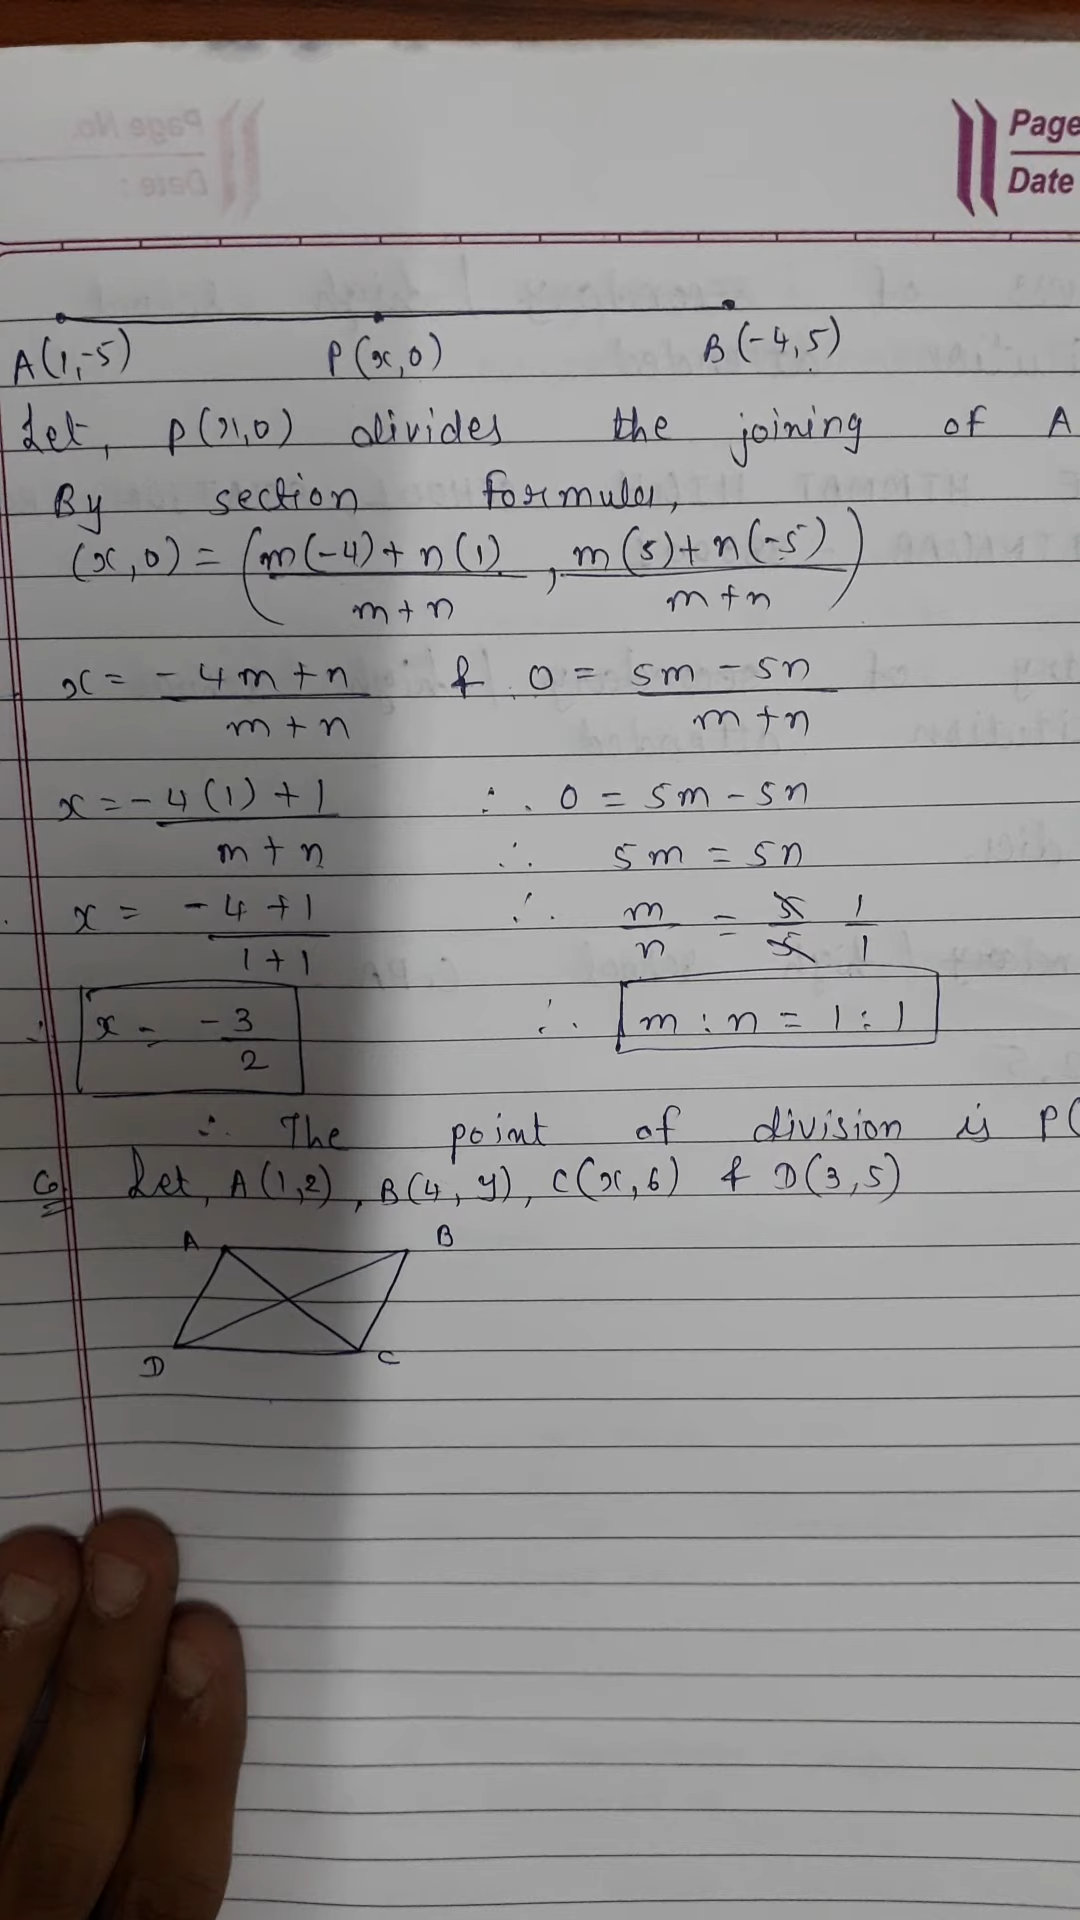 Page
Date
A(1,-5) P(x,0) B(-4,5)
Let, P(x,0) divides the joining of A
By section formula,
(x,0) = (m(-4)+n(1)/m+n, m(5)+n(-5)/m+n)
x = -4m+n/m+n & 0 = 5m-5n/m+n
x = -4(1)+1/m+n ∴ 0 = 5m-5n
∴ 5m = 5n
x = -4+1/1+1 ∴ m/n = 5/5 1/1
∴ x = -3/2 ∴ m:n = 1:1
∴ The point of division is P(
6. Let, A(1,2), B(4,y), C(x,6) & D(3,5)
A B
D C